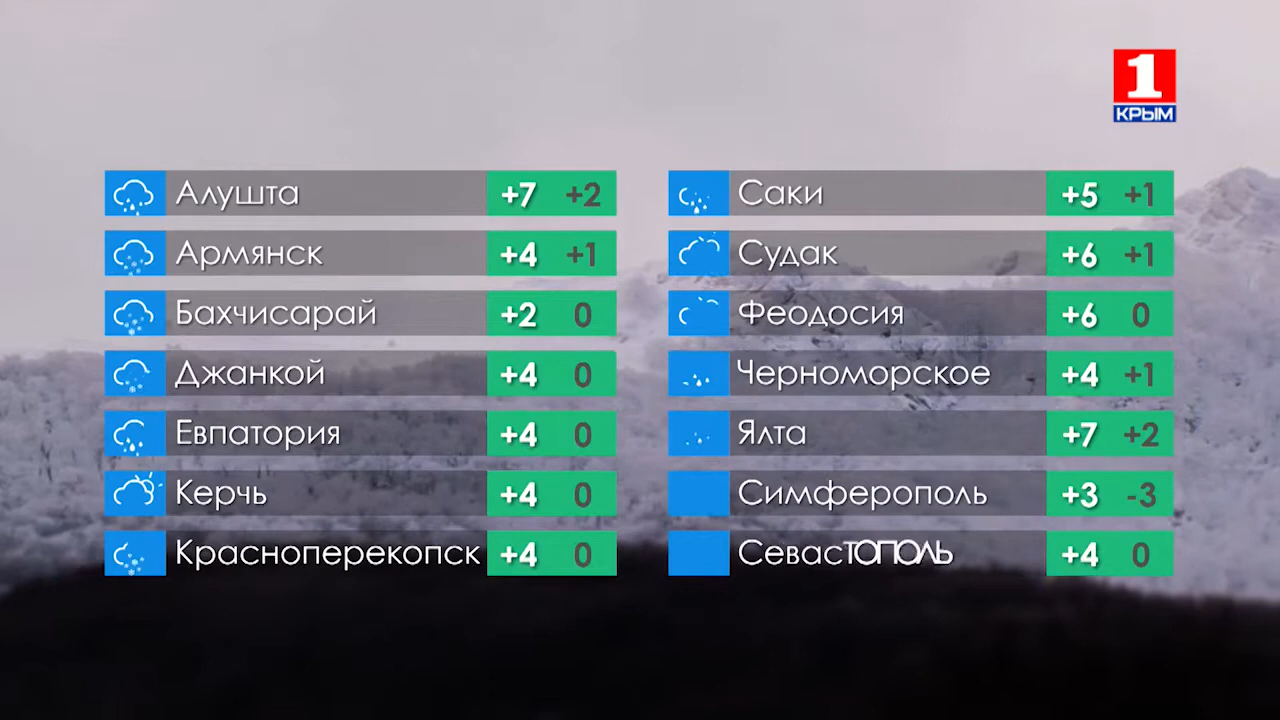 1
КРЫМ
Алушта +7 +2
Армянск +4 +1
Бахчисарай +2 0
Джанкой +4 0
Евпатория +4 0
Керчь +4 0
Красноперекопск +4 0
Саки +5 +1
Судак +6 +1
Феодосия +6 0
Черноморское +4 +1
Ялта +7 +2
Симферополь +3 -3
Севастополь +4 0